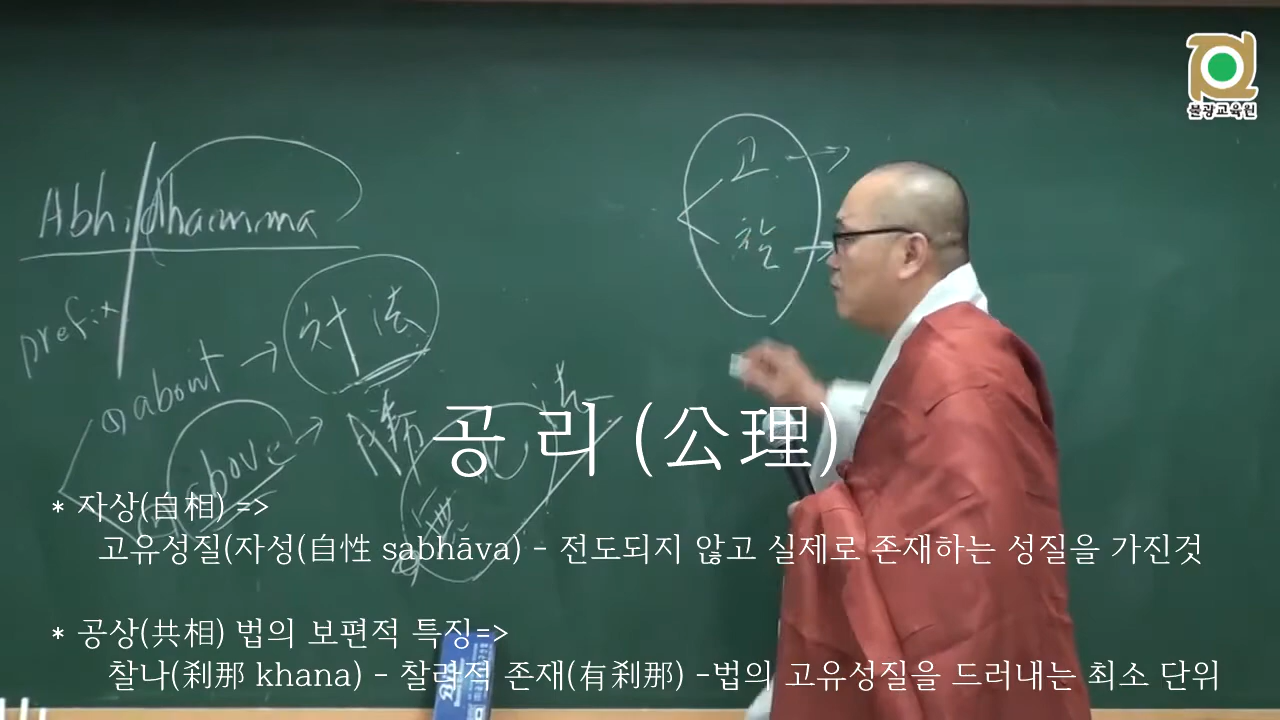 불광교육원
Abhidhamma
고
찰
prefix
about
對法
above
勝
法
공 리 (公理)
* 자상(自相) =>
고유성질(자성(自性 sabhāva) - 전도되지 않고 실제로 존재하는 성질을 가진것
* 공상(共相) 법의 보편적 특징=>
찰나(刹那 khana) - 찰라적 존재(有刹那) -법의 고유성질을 드러내는 최소 단위